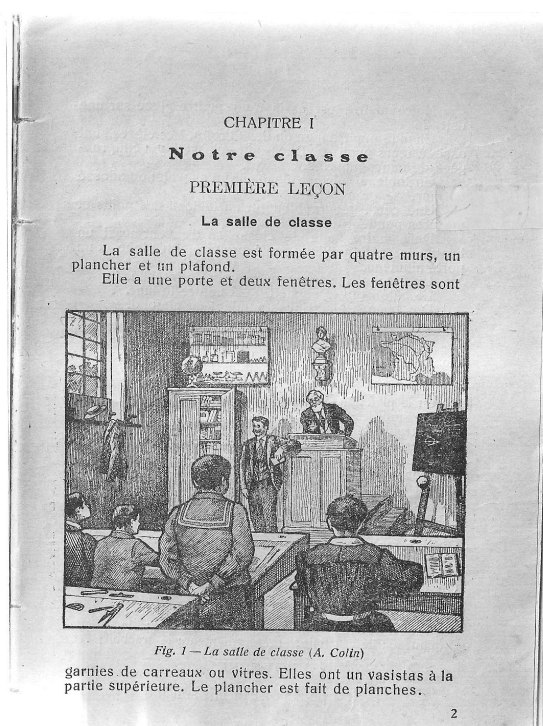 CHAPITRE I
Notre classe
PREMIÈRE LEÇON
La salle de classe
La salle de classe est formée par quatre murs, un
plancher et un plafond.
Elle a une porte et deux fenêtres. Les fenêtres sont
Fig. 1 — La salle de classe (A. Colin)
garnies de carreaux ou vitres. Elles ont un vasistas à la
partie supérieure. Le plancher est fait de planches.
2